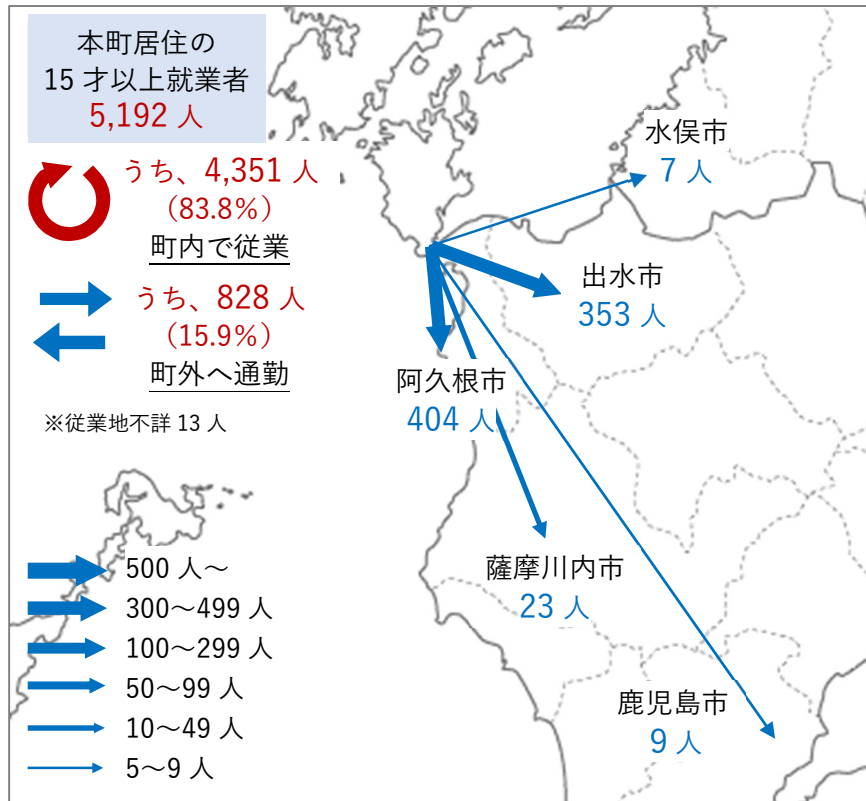 本町居住の
15才以上就業者
5,192 人
うち、4,351 人
（83.8%）
町内で従業
うち、828 人
（15.9%）
町外へ通勤
※従業地不詳 13 人
水俣市
7 人
出水市
353 人
阿久根市
404 人
薩摩川内市
23 人
鹿児島市
9 人
500 人～
300～499 人
100～299 人
50～99 人
10～49 人
5～9 人